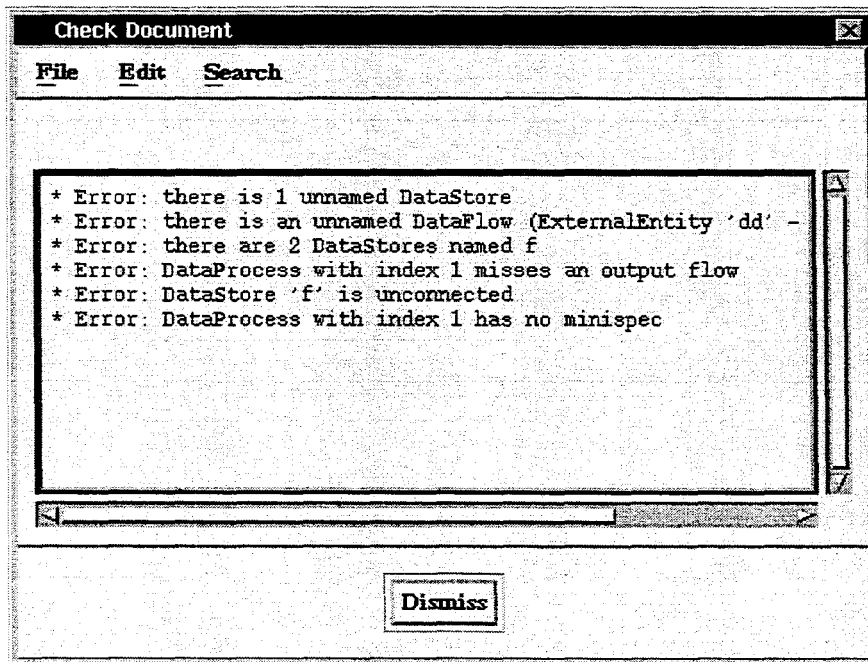 Check Document
File Edit Search
* Error: there is 1 unnamed DataStore
* Error: there is an unnamed DataFlow (ExternalEntity 'dd' -
* Error: there are 2 DataStores named f
* Error: DataProcess with index 1 misses an output flow
* Error: DataStore 'f' is unconnected
* Error: DataProcess with index 1 has no minispec
Dismiss